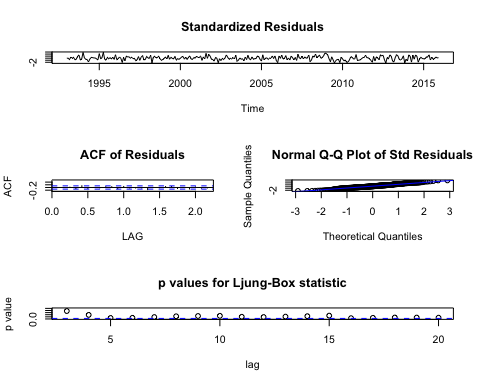 Standardized Residuals
-2
1995 2000 2005 2010 2015
Time
ACF of Residuals
ACF
-0.2
0.0 0.5 1.0 1.5 2.0
LAG
Normal Q-Q Plot of Std Residuals
Sample Quantiles
-2
-3 -2 -1 0 1 2 3
Theoretical Quantiles
p values for Ljung-Box statistic
p value
0.0
5 10 15 20
lag